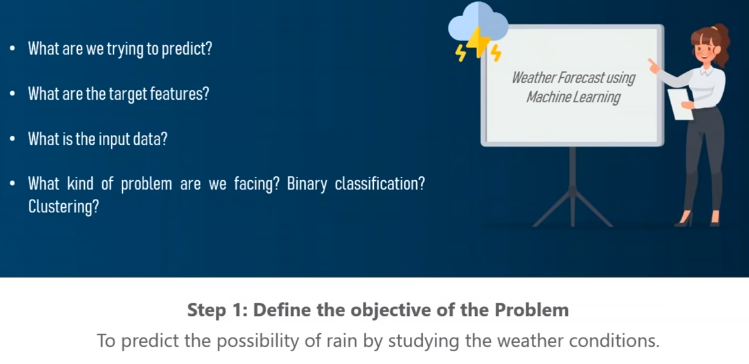 • What are we trying to predict?
• What are the target features?
• What is the input data?
• What kind of problem are we facing? Binary classification?
Clustering?
Weather Forecast using
Machine Learning
Step 1: Define the objective of the Problem
To predict the possibility of rain by studying the weather conditions.